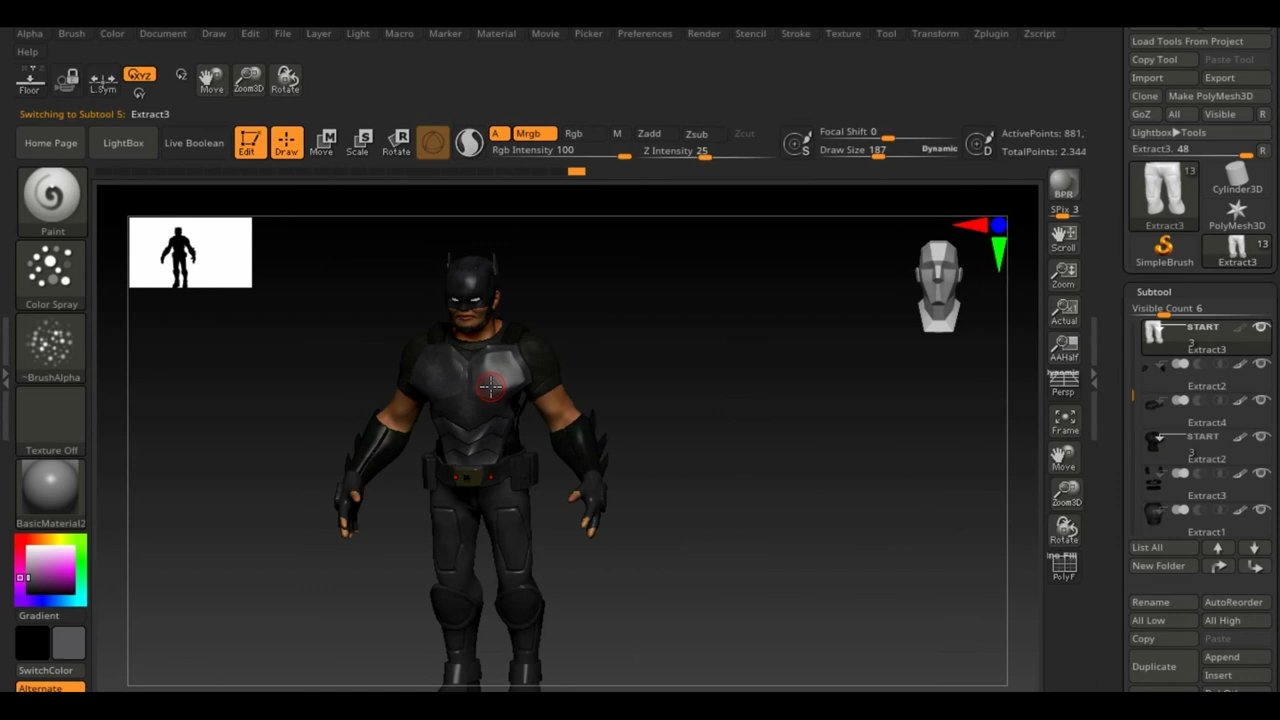 Alpha Brush Color Document Draw Edit File Layer Light Macro Marker Material Movie Picker Preferences Render Stencil Stroke Texture Tool Transform Zplugin Zscript
Help
Floor L.Sym XYZ Move Zoom3D Rotate
Switching to Subtool 5: Extract3
Home Page LightBox Live Boolean Edit Draw Move Scale Rotate
A Mrgb Rgb M Zadd Zsub Zcut
Rgb Intensity 100 Z Intensity 25
Focal Shift 0
Draw Size 187 Dynamic
ActivePoints: 881,
TotalPoints: 2.344
Paint
Color Spray
~BrushAlpha
Texture Off
BasicMaterial2
Gradient
SwitchColor
Alternate
BPR
SPix 3
Scroll
Zoom
Actual
AAHalf
Dynamic
Persp
Frame
Move
Zoom3D
Rotate
PolyF
Load Tools From Project
Copy Tool Paste Tool
Import Export
Clone Make PolyMesh3D
GoZ All Visible R
Lightbox▶Tools
Extract3. 48 R
13
Extract3
Cylinder3D
PolyMesh3D
SimpleBrush
13
Extract3
Subtool
Visible Count 6
START
3
Extract3
Extract2
Extract4
START
3
Extract2
Extract3
Extract1
List All
New Folder
Rename AutoReorder
All Low All High
Copy Paste
Duplicate Append
Insert